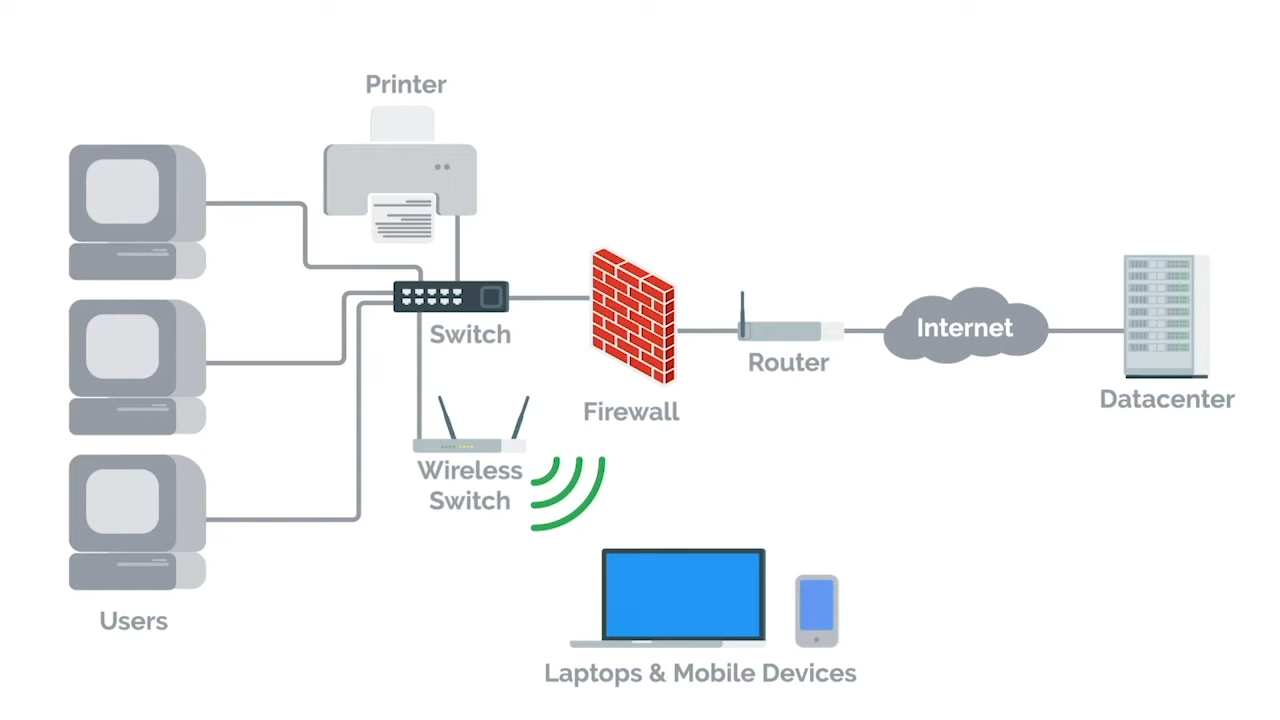 Printer
Switch
Firewall
Router
Internet
Datacenter
Wireless
Switch
Users
Laptops & Mobile Devices